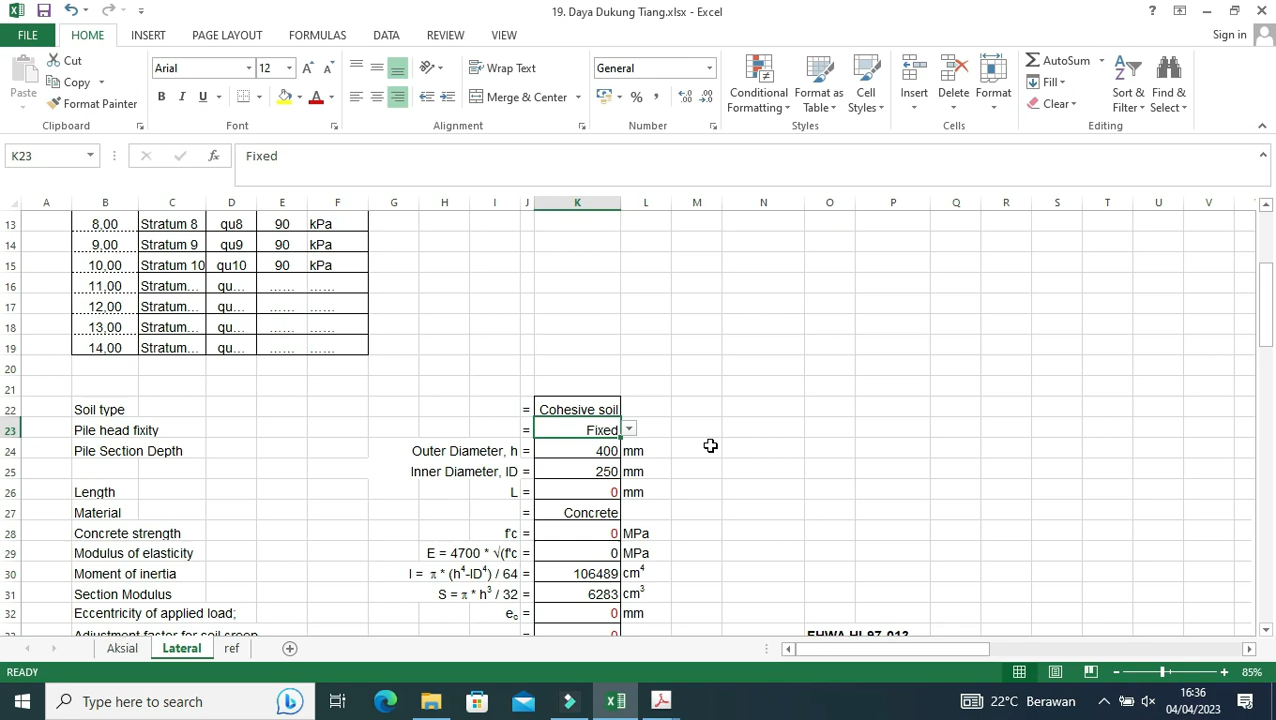 19. Daya Dukung Tiang.xlsx - Excel
FILE HOME INSERT PAGE LAYOUT FORMULAS DATA REVIEW VIEW Sign in
Paste Cut Copy Format Painter Clipboard
Arial 12 B I U Font
Wrap Text Merge & Center Alignment
General % Number
Conditional Formatting Format as Table Cell Styles Styles
Insert Delete Format Cells
AutoSum Fill Clear Sort & Filter Find & Select Editing
K23 fx Fixed
A B C D E F G H I J K L M N O P Q R S T U V
13 8,00 Stratum 8 qu8 90 kPa
14 9,00 Stratum 9 qu9 90 kPa
15 10,00 Stratum 10 qu10 90 kPa
16 11,00 Stratum... qu... ...... ......
17 12,00 Stratum... qu... ...... ......
18 13,00 Stratum... qu... ...... ......
19 14,00 Stratum... qu... ...... ......
20
21
22 Soil type = Cohesive soil
23 Pile head fixity = Fixed
24 Pile Section Depth Outer Diameter, h = 400 mm
25 Inner Diameter, ID = 250 mm
26 Length L = 0 mm
27 Material = Concrete
28 Concrete strength f'c = 0 MPa
29 Modulus of elasticity E = 4700 * √(f'c = 0 MPa
30 Moment of inertia I = π * (h⁴-ID⁴) / 64 = 106489 cm⁴
31 Section Modulus S = π * h³ / 32 = 6283 cm³
32 Eccentricity of applied load; ec = 0 mm
33 Adjustment factor for soil creep = 0 FHWA HI 97-013
Aksial Lateral ref
READY 85%
Type here to search 22°C Berawan 16:36
04/04/2023